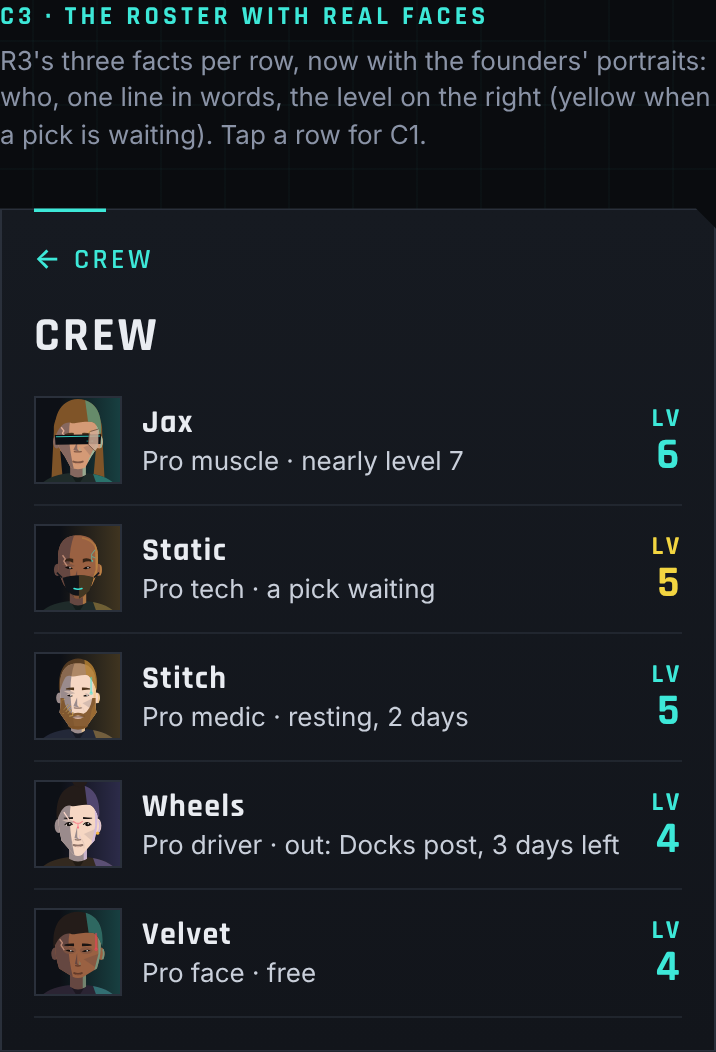 C3 · THE ROSTER WITH REAL FACES
R3's three facts per row, now with the founders' portraits:
who, one line in words, the level on the right (yellow when
a pick is waiting). Tap a row for C1.
← CREW
CREW
Jax
Pro muscle · nearly level 7
LV
6
Static
Pro tech · a pick waiting
LV
5
Stitch
Pro medic · resting, 2 days
LV
5
Wheels
Pro driver · out: Docks post, 3 days left
LV
4
Velvet
Pro face · free
LV
4